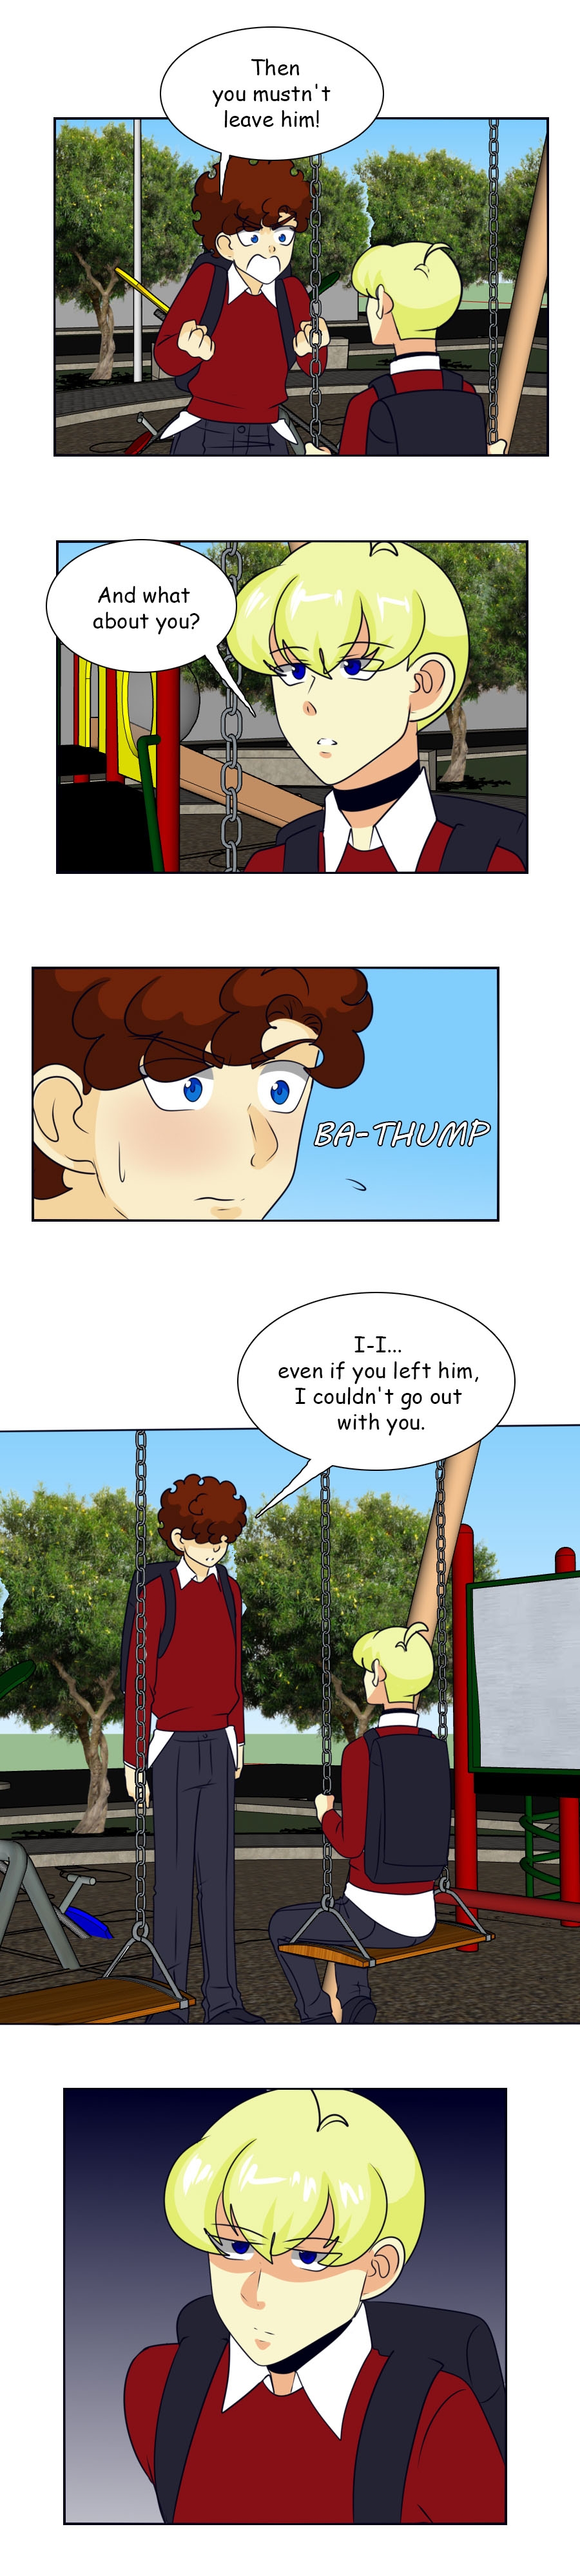 Then
you mustn't
leave him!
And what
about you?
BA-THUMP
I-I...
even if you left him,
I couldn't go out
with you.